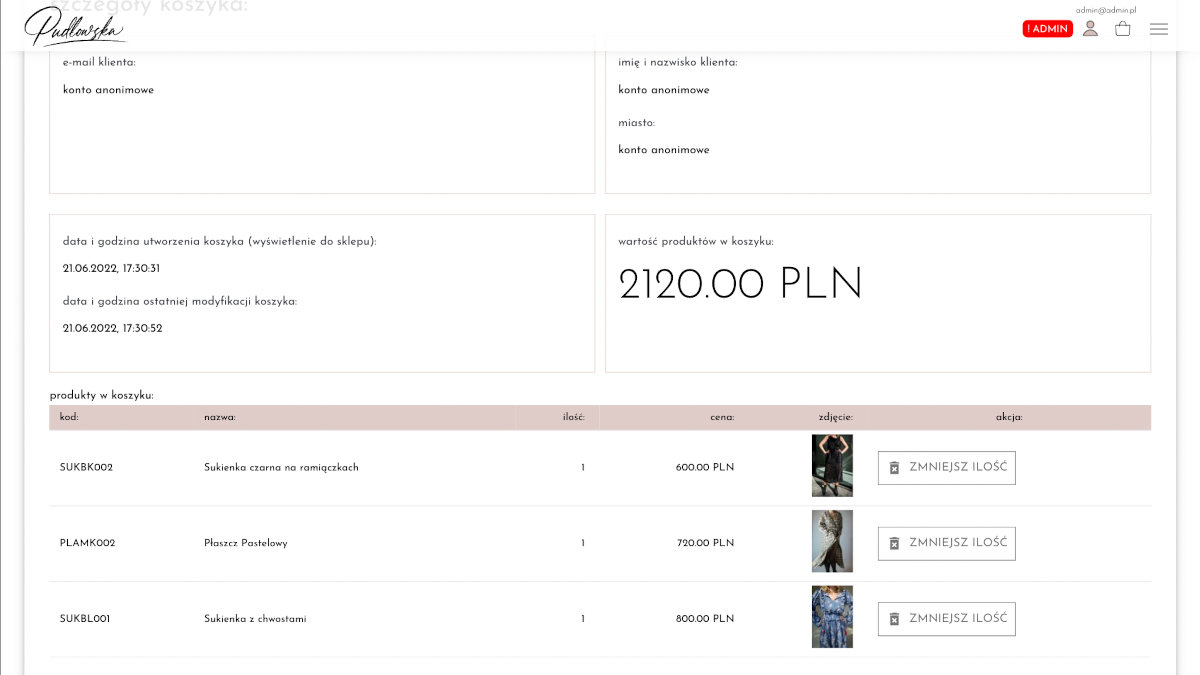 szczegóły koszyka:
Pudłowska
admin@admin.pl
! ADMIN
e-mail klienta:
konto anonimowe
imię i nazwisko klienta:
konto anonimowe
miasto:
konto anonimowe
data i godzina utworzenia koszyka (wyświetlenie do sklepu):
21.06.2022, 17:30:31
data i godzina ostatniej modyfikacji koszyka:
21.06.2022, 17:30:52
wartość produktów w koszyku:
2120.00 PLN
produkty w koszyku:
kod: nazwa: ilość: cena: zdjęcie: akcja:
SUKBK002 Sukienka czarna na ramiączkach 1 600.00 PLN ZMNIEJSZ ILOŚĆ
PLAMK002 Płaszcz Pastelowy 1 720.00 PLN ZMNIEJSZ ILOŚĆ
SUKBL001 Sukienka z chwostami 1 800.00 PLN ZMNIEJSZ ILOŚĆ